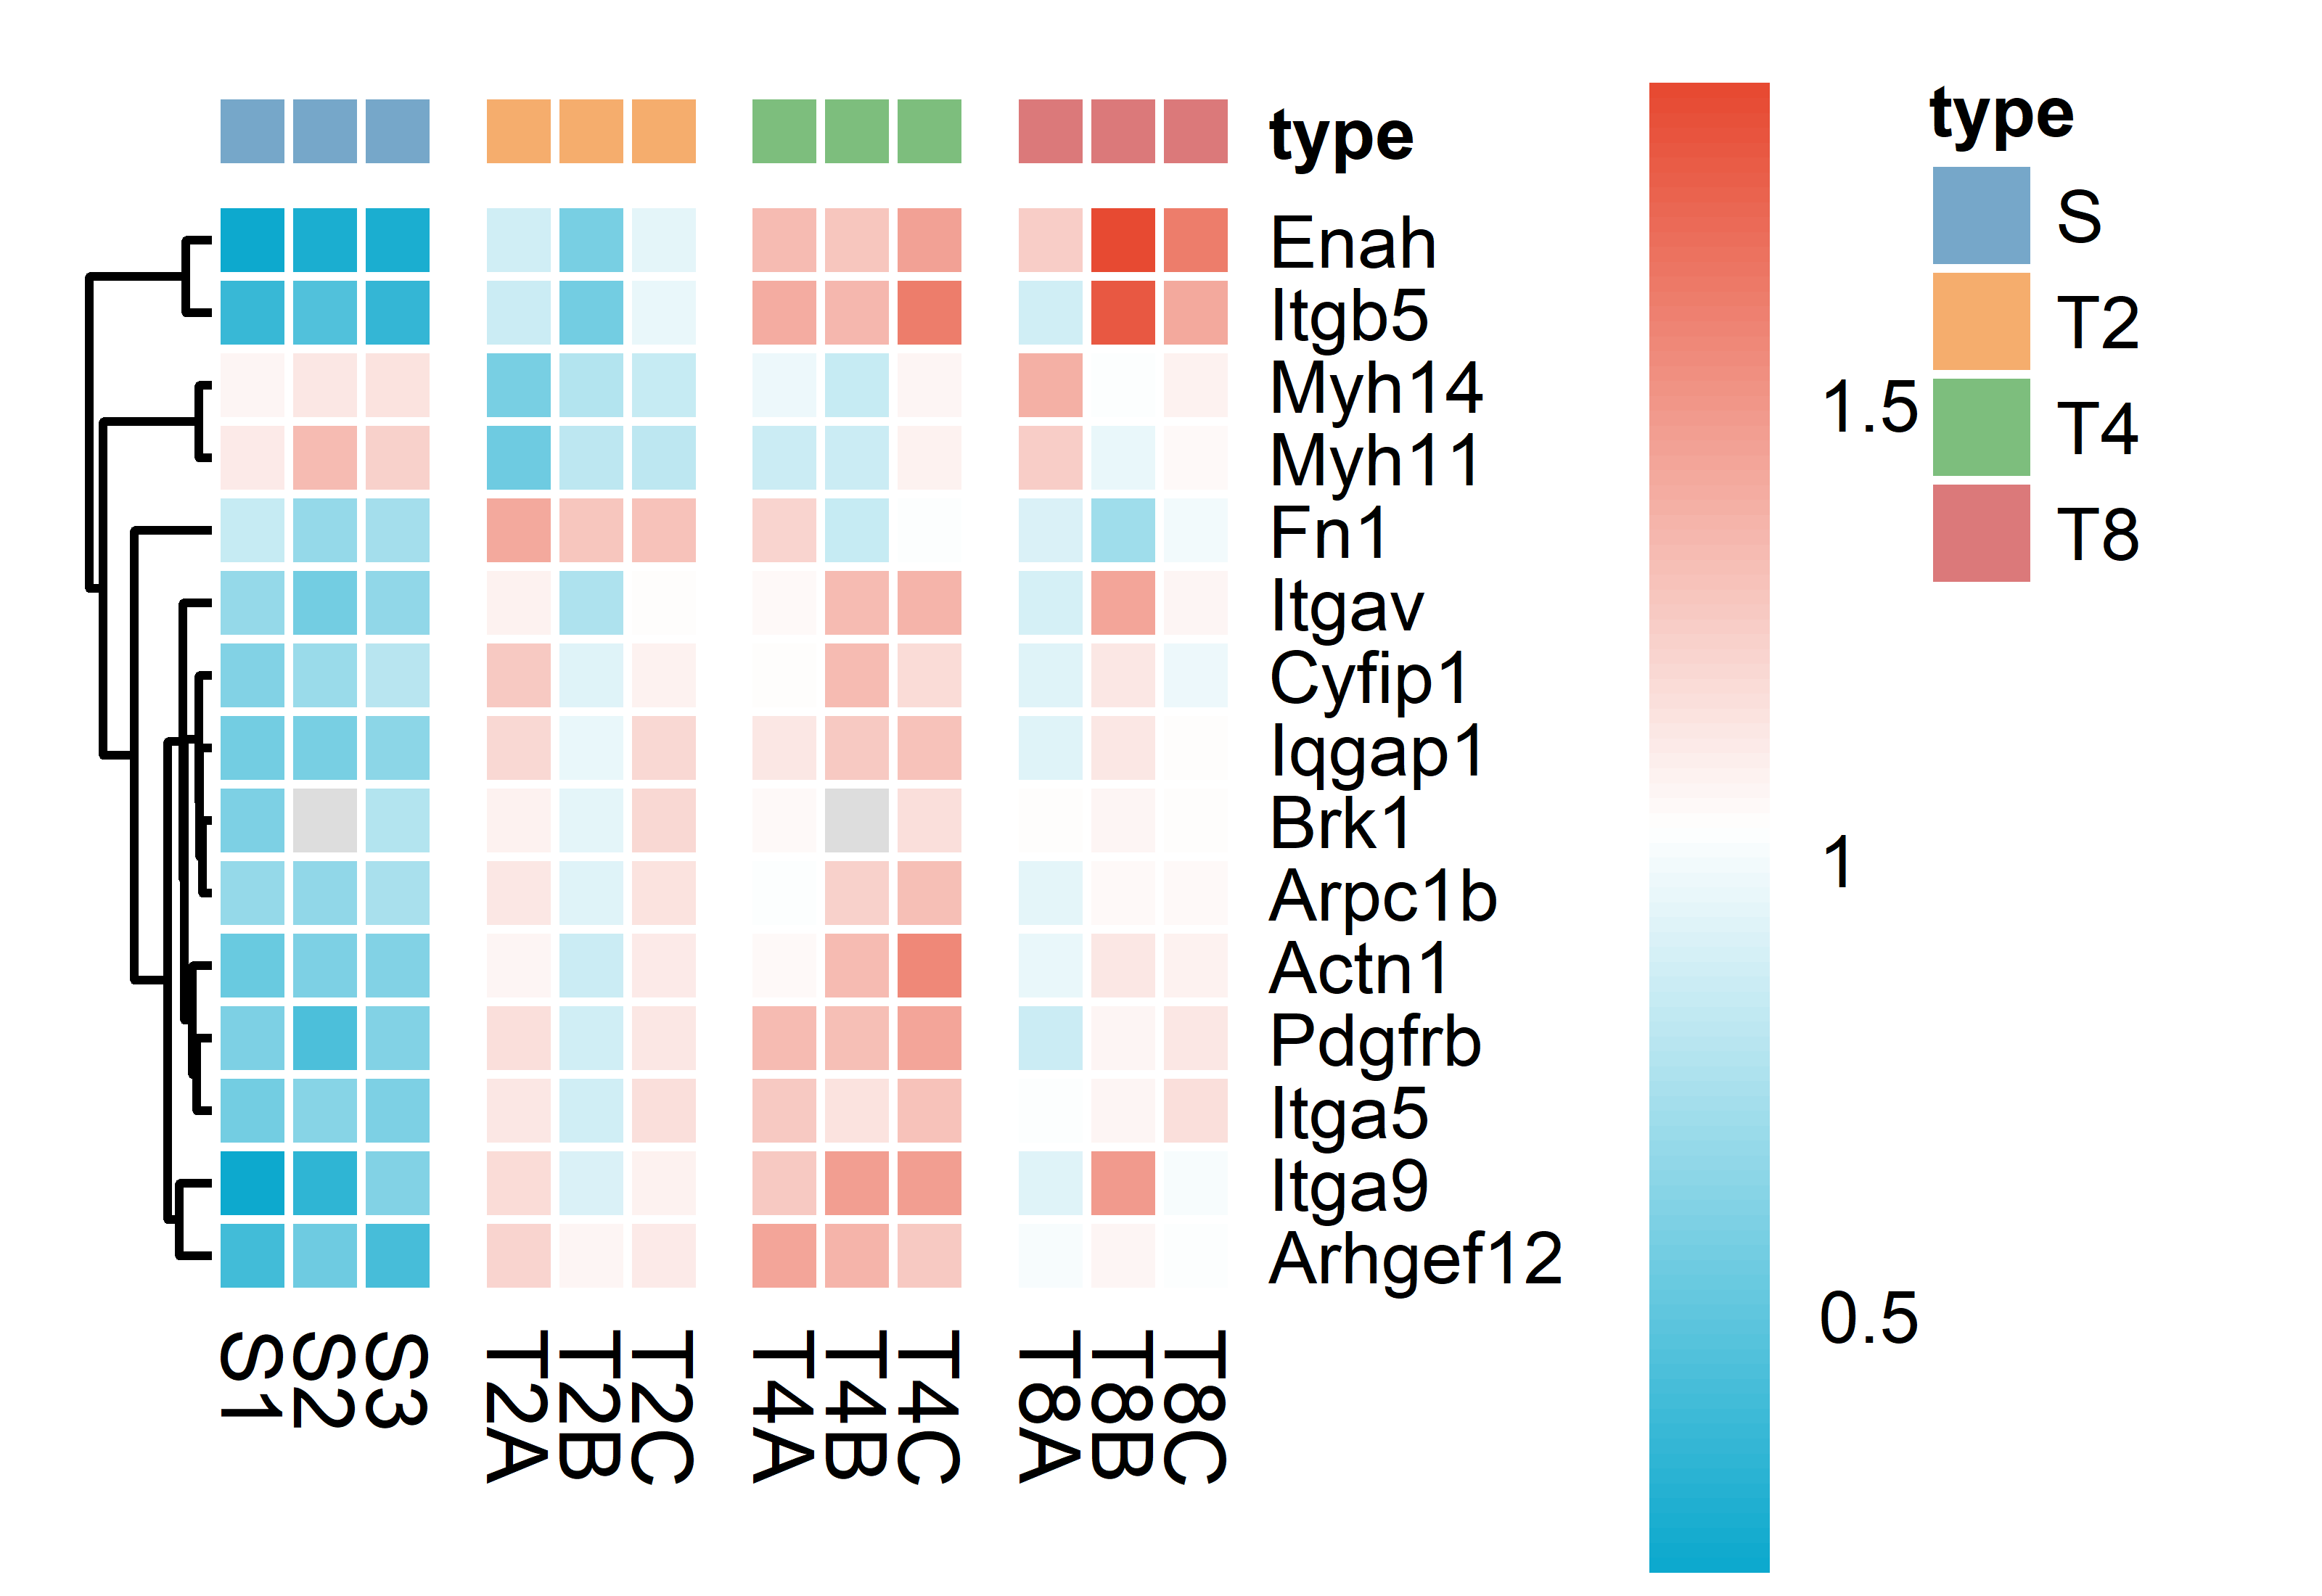 type
Enah
Itgb5
Myh14
Myh11
Fn1
Itgav
Cyfip1
Iqgap1
Brk1
Arpc1b
Actn1
Pdgfrb
Itga5
Itga9
Arhgef12
S1
S2
S3
T2A
T2B
T2C
T4A
T4B
T4C
T8A
T8B
T8C
1.5
1
0.5
type
S
T2
T4
T8